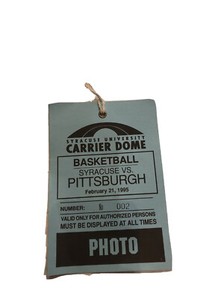 SYRACUSE UNIVERSITY
CARRIER DOME
BASKETBALL
SYRACUSE VS.
PITTSBURGH
February 21, 1995
NUMBER:
VALID ONLY FOR AUTHORIZED PERSONS
MUST BE DISPLAYED AT ALL TIMES
PHOTO